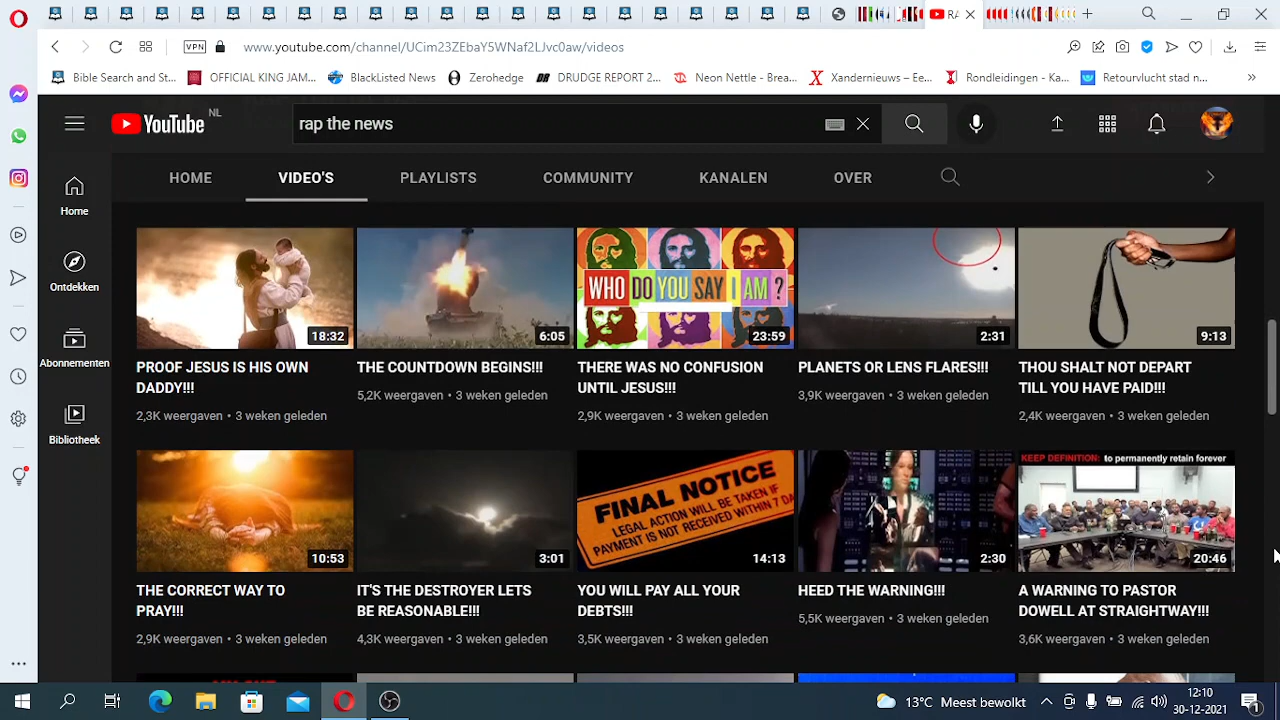 www.youtube.com/channel/UCim23ZEbaY5WNaf2LJvc0aw/videos
VPN
Bible Search and St...
OFFICIAL KING JAM...
BlackListed News
Zerohedge
DRUDGE REPORT 2...
Neon Nettle - Brea...
Xandernieuws – Ee...
Rondleidingen - Ka...
Retourvlucht stad n...
YouTube
NL
rap the news
HOME
VIDEO'S
PLAYLISTS
COMMUNITY
KANALEN
OVER
Home
Ontdekken
Abonnementen
Bibliotheek
18:32
PROOF JESUS IS HIS OWN
DADDY!!!
2,3K weergaven • 3 weken geleden
6:05
THE COUNTDOWN BEGINS!!!
5,2K weergaven • 3 weken geleden
WHO DO YOU SAY I AM ?
23:59
THERE WAS NO CONFUSION
UNTIL JESUS!!!
2,9K weergaven • 3 weken geleden
2:31
PLANETS OR LENS FLARES!!!
3,9K weergaven • 3 weken geleden
9:13
THOU SHALT NOT DEPART
TILL YOU HAVE PAID!!!
2,4K weergaven • 3 weken geleden
10:53
THE CORRECT WAY TO
PRAY!!!
2,9K weergaven • 3 weken geleden
3:01
IT'S THE DESTROYER LETS
BE REASONABLE!!!
4,3K weergaven • 3 weken geleden
FINAL NOTICE
LEGAL ACTION WILL BE TAKEN IF
PAYMENT IS NOT RECEIVED WITHIN 7 DA
14:13
YOU WILL PAY ALL YOUR
DEBTS!!!
3,5K weergaven • 3 weken geleden
2:30
HEED THE WARNING!!!
5,5K weergaven • 3 weken geleden
KEEP DEFINITION: to permanently retain forever
20:46
A WARNING TO PASTOR
DOWELL AT STRAIGHTWAY!!!
3,6K weergaven • 3 weken geleden
13°C Meest bewolkt
12:10
30-12-2021